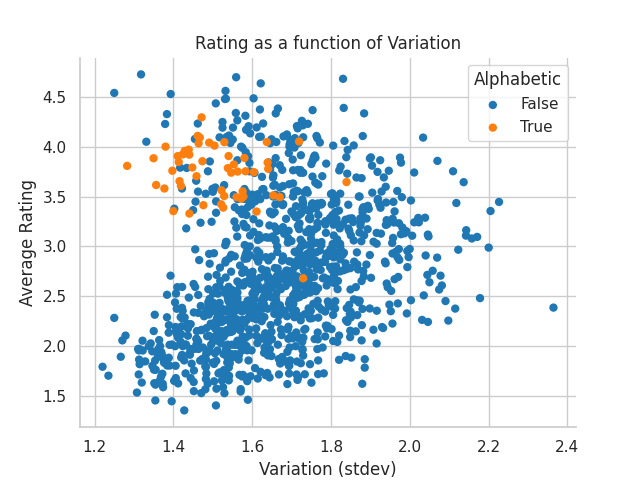 Rating as a function of Variation
Alphabetic
False
True
4.5
4.0
3.5
3.0
2.5
2.0
1.5
Average Rating
1.2 1.4 1.6 1.8 2.0 2.2 2.4
Variation (stdev)